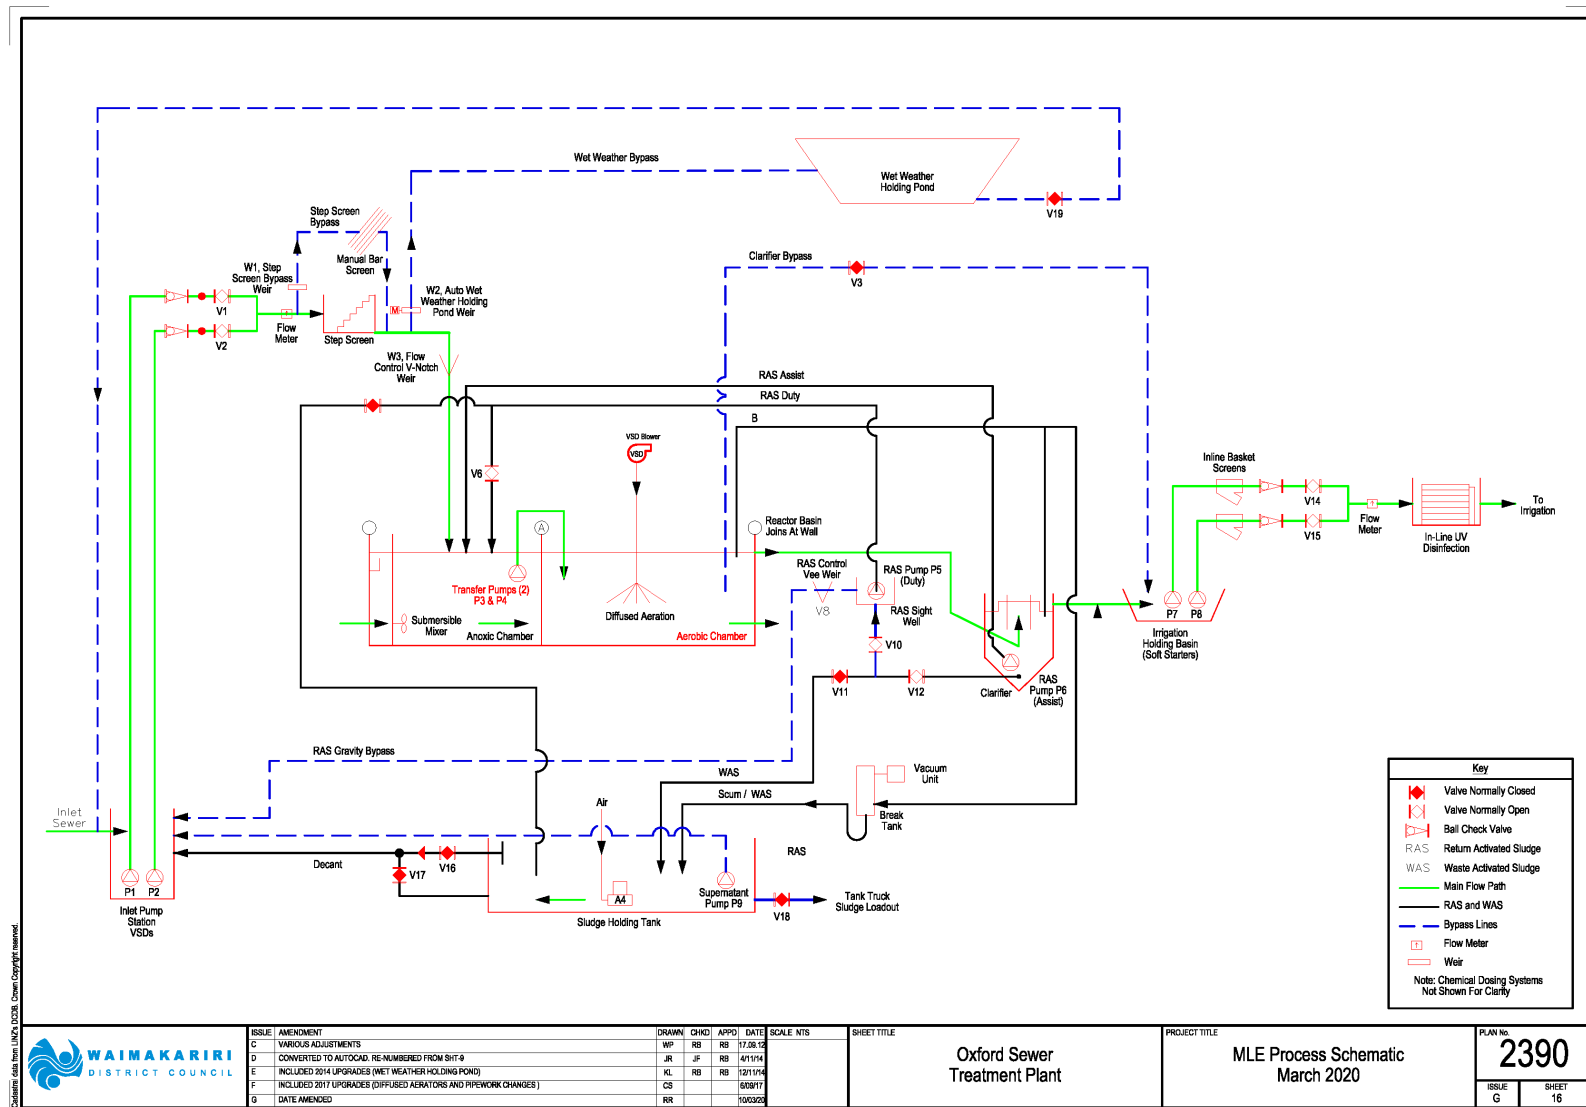 Wet Weather Bypass
Wet Weather
Holding Pond
V19
Step Screen
Bypass
Manual Bar
Screen
W1, Step
Screen Bypass
Weir
W2, Auto Wet
Weather Holding
Pond Weir
M
Clarifier Bypass
V3
V1
V2
Flow
Meter
Step Screen
W3, Flow
Control V-Notch
Weir
RAS Assist
RAS Duty
B
VSD Blower
VSD
V6
A
Reactor Basin
Joins At Wall
Transfer Pumps (2)
P3 & P4
Submersible
Mixer
Anoxic Chamber
Diffused Aeration
Aerobic Chamber
RAS Control
Vee Weir
V8
RAS Pump P5
(Duty)
RAS Sight
Well
V10
V11
V12
Clarifier
RAS
Pump P6
(Assist)
Inline Basket
Screens
V14
V15
Flow
Meter
In-Line UV
Disinfection
To
Irrigation
P7
P8
Irrigation
Holding Basin
(Soft Starters)
RAS Gravity Bypass
WAS
Scum / WAS
Vacuum
Unit
Break
Tank
RAS
Inlet
Sewer
P1
P2
Inlet Pump
Station
VSDs
Decant
V16
V17
Air
A4
Sludge Holding Tank
Supernatant
Pump P9
V18
Tank Truck
Sludge Loadout
Key
Valve Normally Closed
Valve Normally Open
Ball Check Valve
RAS Return Activated Sludge
WAS Waste Activated Sludge
Main Flow Path
RAS and WAS
Bypass Lines
Flow Meter
Weir
Note: Chemical Dosing Systems
Not Shown For Clarity
Cadastral data from LINZ's DCDB. Crown Copyright reserved.
WAIMAKARIRI
DISTRICT COUNCIL
ISSUE AMENDMENT DRAWN CHKD APPD DATE
C VARIOUS ADJUSTMENTS WP RB RB 17.09.12
D CONVERTED TO AUTOCAD. RE-NUMBERED FROM SHT-9 JR JF RB 4/11/14
E INCLUDED 2014 UPGRADES (WET WEATHER HOLDING POND) KL RB RB 12/11/14
F INCLUDED 2017 UPGRADES (DIFFUSED AERATORS AND PIPEWORK CHANGES ) CS 6/09/17
G DATE AMENDED RR 10/03/20
SCALE NTS
SHEET TITLE
Oxford Sewer
Treatment Plant
PROJECT TITLE
MLE Process Schematic
March 2020
PLAN No.
2390
ISSUE
G
SHEET
16